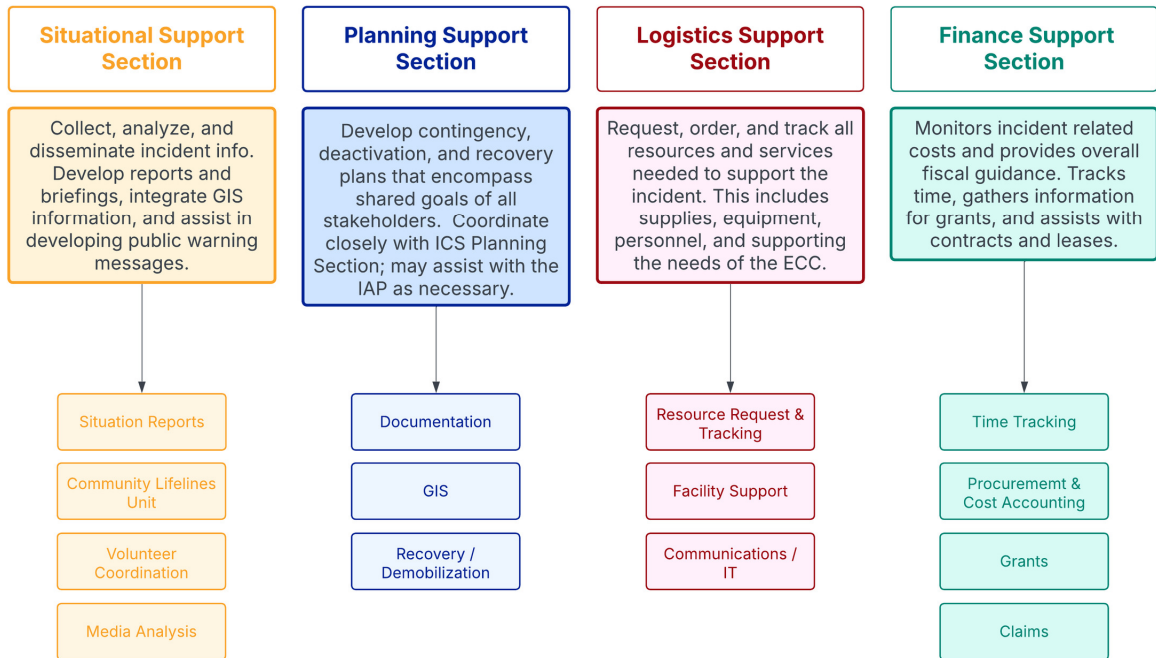 Situational Support
Section
Collect, analyze, and
disseminate incident info.
Develop reports and
briefings, integrate GIS
information, and assist in
developing public warning
messages.
Situation Reports
Community Lifelines
Unit
Volunteer
Coordination
Media Analysis
Planning Support
Section
Develop contingency,
deactivation, and recovery
plans that encompass
shared goals of all
stakeholders.  Coordinate
closely with ICS Planning
Section; may assist with the
IAP as necessary.
Documentation
GIS
Recovery /
Demobilization
Logistics Support
Section
Request, order, and track all
resources and services
needed to support the
incident. This includes
supplies, equipment,
personnel, and supporting
the needs of the ECC.
Resource Request &
Tracking
Facility Support
Communications /
IT
Finance Support
Section
Monitors incident related
costs and provides overall
fiscal guidance. Tracks
time, gathers information
for grants, and assists with
contracts and leases.
Time Tracking
Procurememt &
Cost Accounting
Grants
Claims